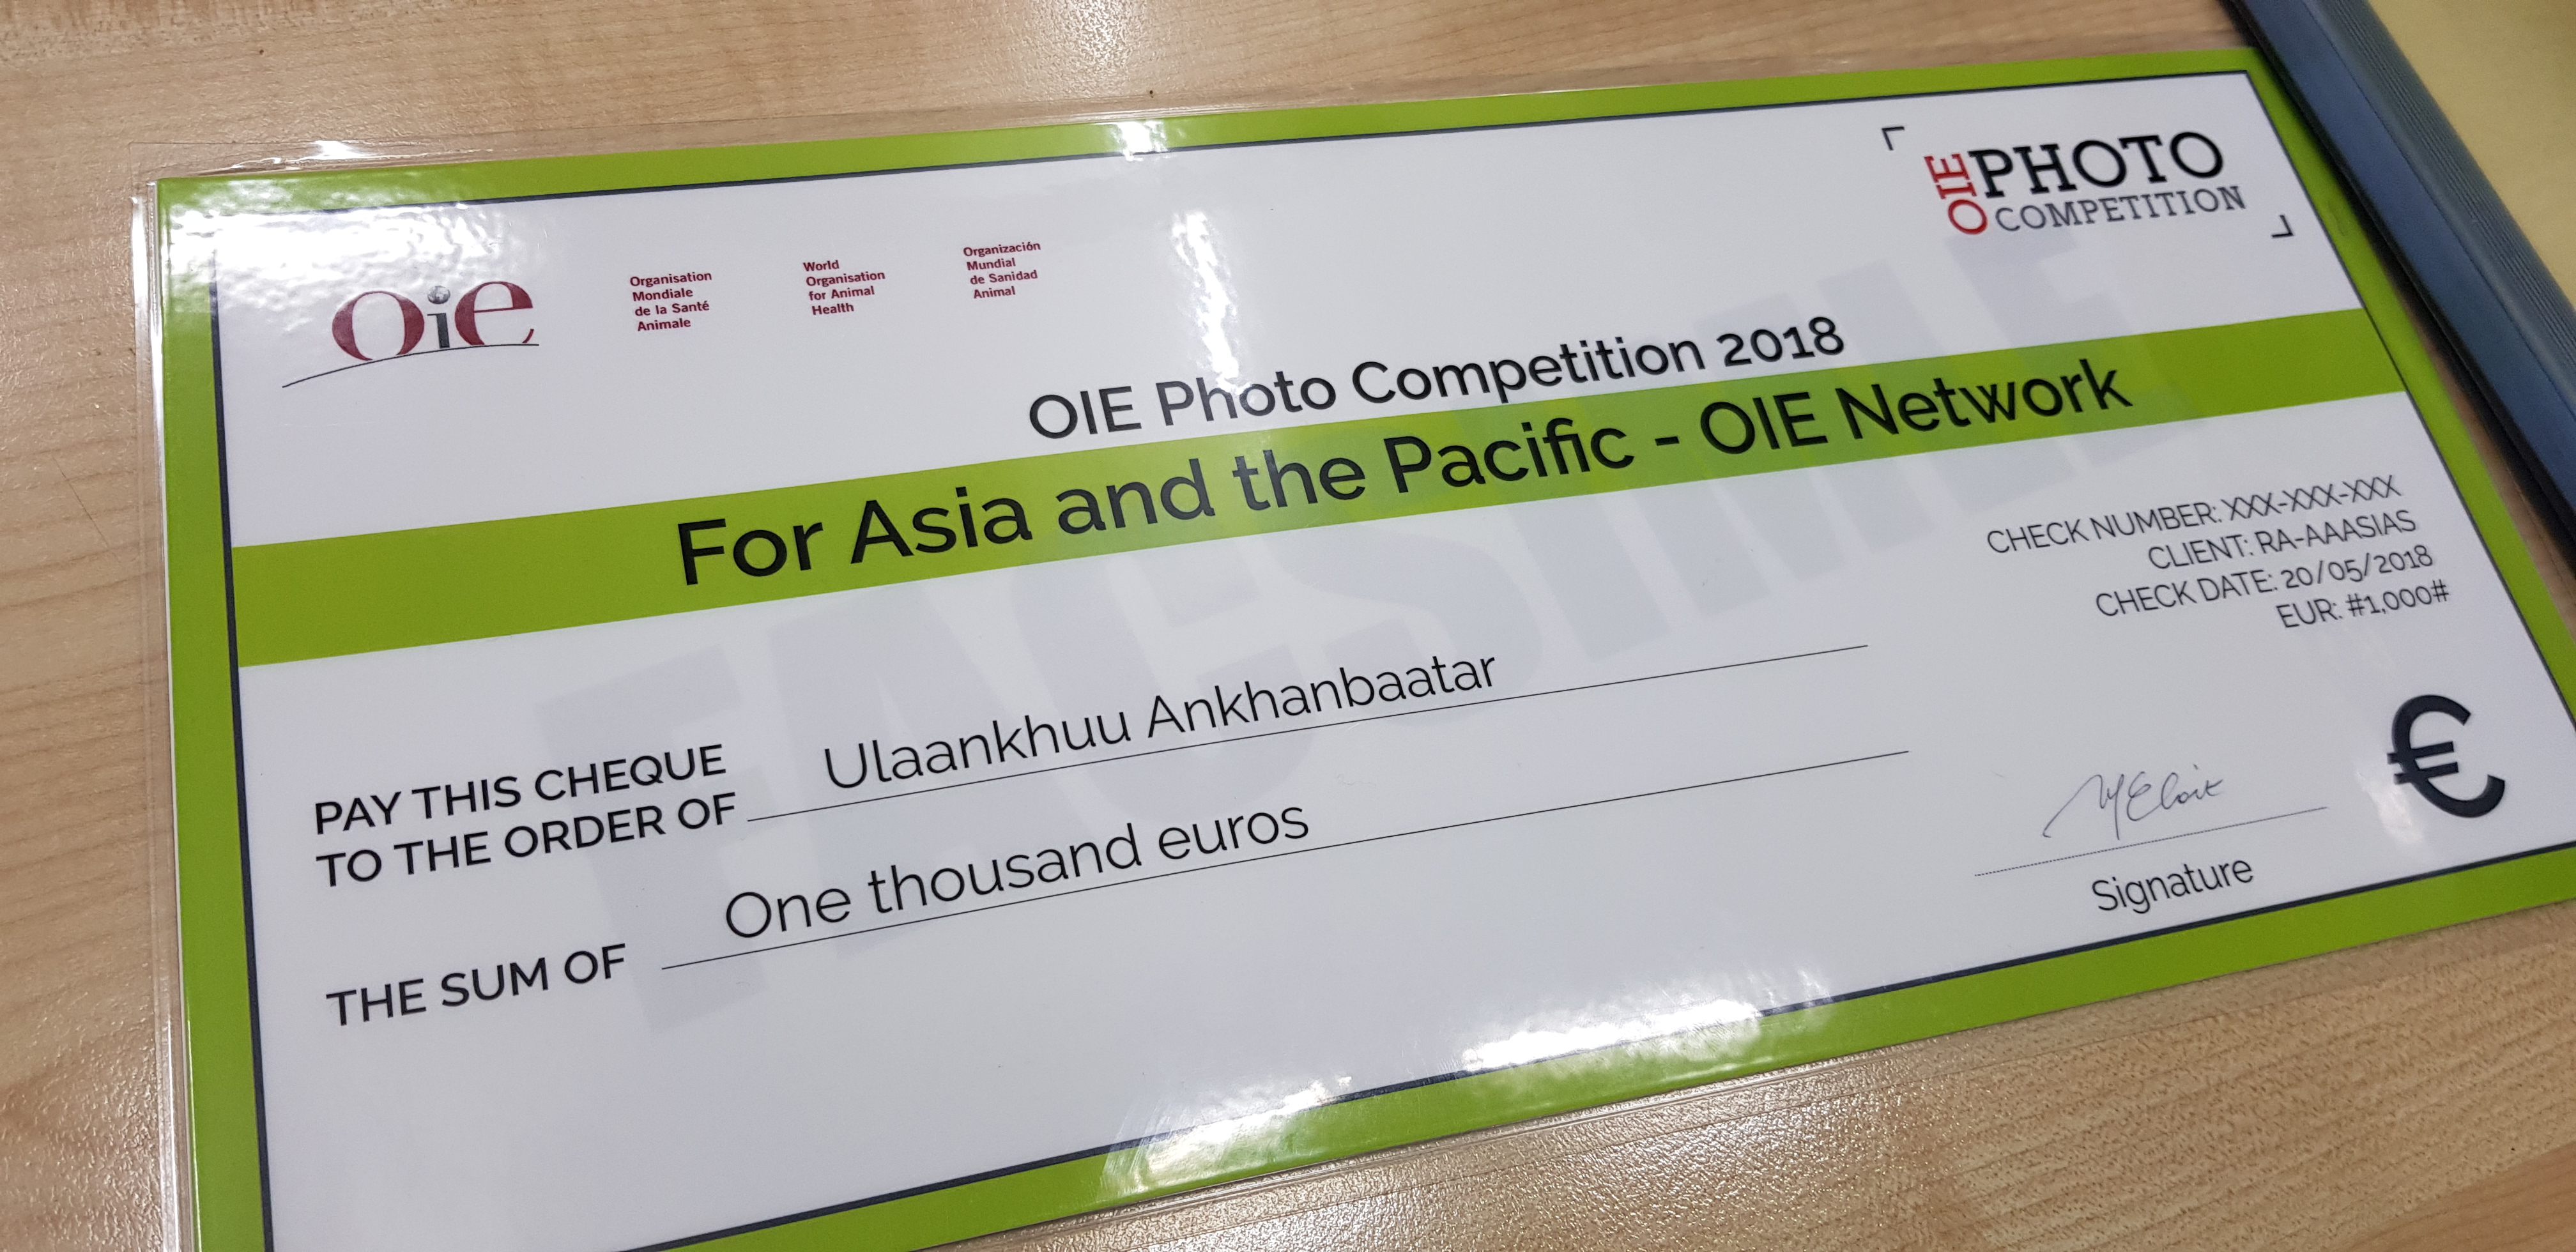 oie
Organisation
Mondiale
de la Santé
Animale
World
Organisation
for Animal
Health
Organización
Mundial
de Sanidad
Animal
OIE PHOTO
COMPETITION
OIE Photo Competition 2018
For Asia and the Pacific - OIE Network
CHECK NUMBER: XXX-XXX-XXX
CLIENT: RA-AAASIAS
CHECK DATE: 20/05/2018
EUR: #1,000#
FACSIMILE
PAY THIS CHEQUE
TO THE ORDER OF Ulaankhuu Ankhanbaatar
THE SUM OF One thousand euros
M Eloit
Signature
€